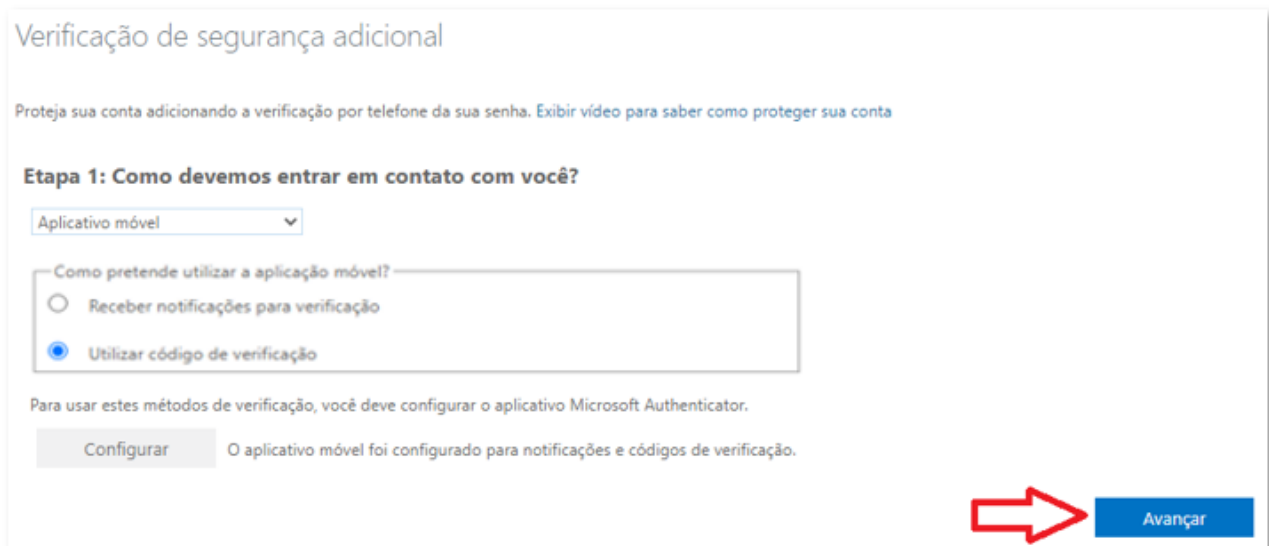 Verificação de segurança adicional
Proteja sua conta adicionando a verificação por telefone da sua senha. Exibir vídeo para saber como proteger sua conta
Etapa 1: Como devemos entrar em contato com você?
Aplicativo móvel
Como pretende utilizar a aplicação móvel?
Receber notificações para verificação
Utilizar código de verificação
Para usar estes métodos de verificação, você deve configurar o aplicativo Microsoft Authenticator.
Configurar O aplicativo móvel foi configurado para notificações e códigos de verificação.
Avançar